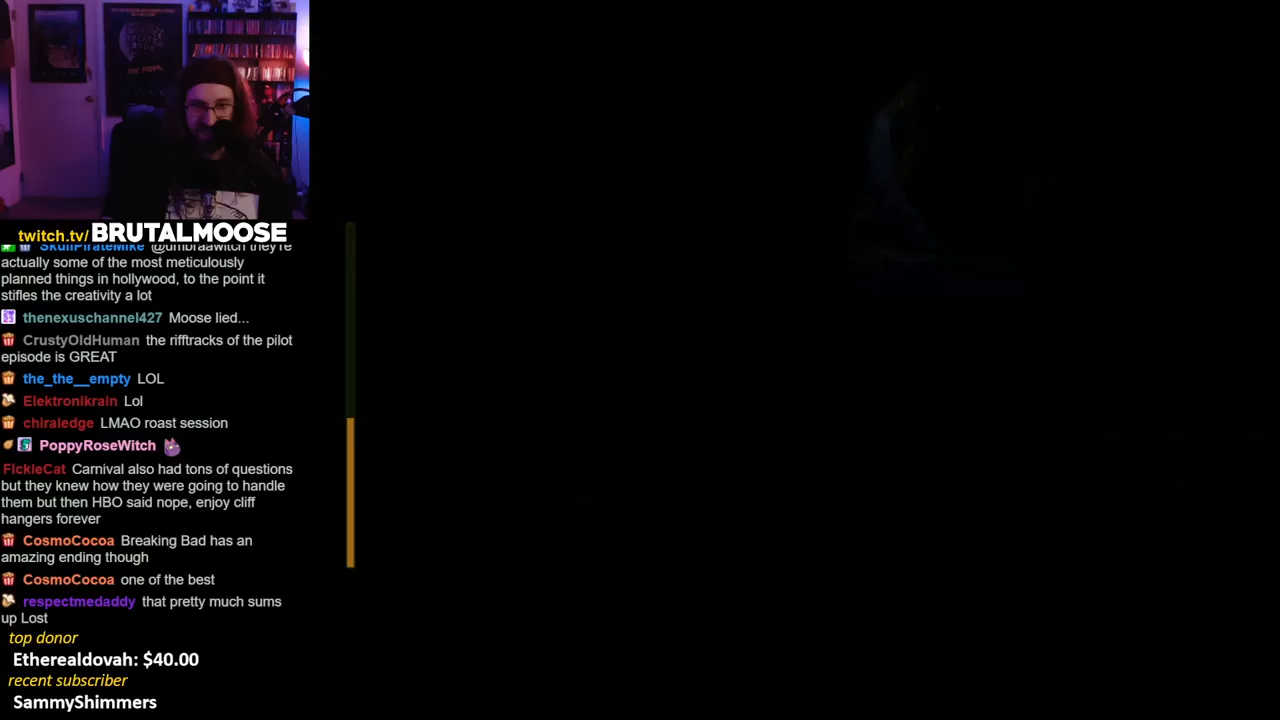 twitch.tv/BRUTALMOOSE
SkullPirateMike @umbraawitch they're
actually some of the most meticulously
planned things in hollywood, to the point it
stifles the creativity a lot
thenexuschannel427 Moose lied...
CrustyOldHuman the rifftracks of the pilot
episode is GREAT
the_the__empty LOL
Elektronikrain Lol
chiraledge LMAO roast session
PoppyRoseWitch
FickleCat Carnival also had tons of questions
but they knew how they were going to handle
them but then HBO said nope, enjoy cliff
hangers forever
CosmoCocoa Breaking Bad has an
amazing ending though
CosmoCocoa one of the best
respectmedaddy that pretty much sums
up Lost
top donor
Etherealdovah: $40.00
recent subscriber
SammyShimmers